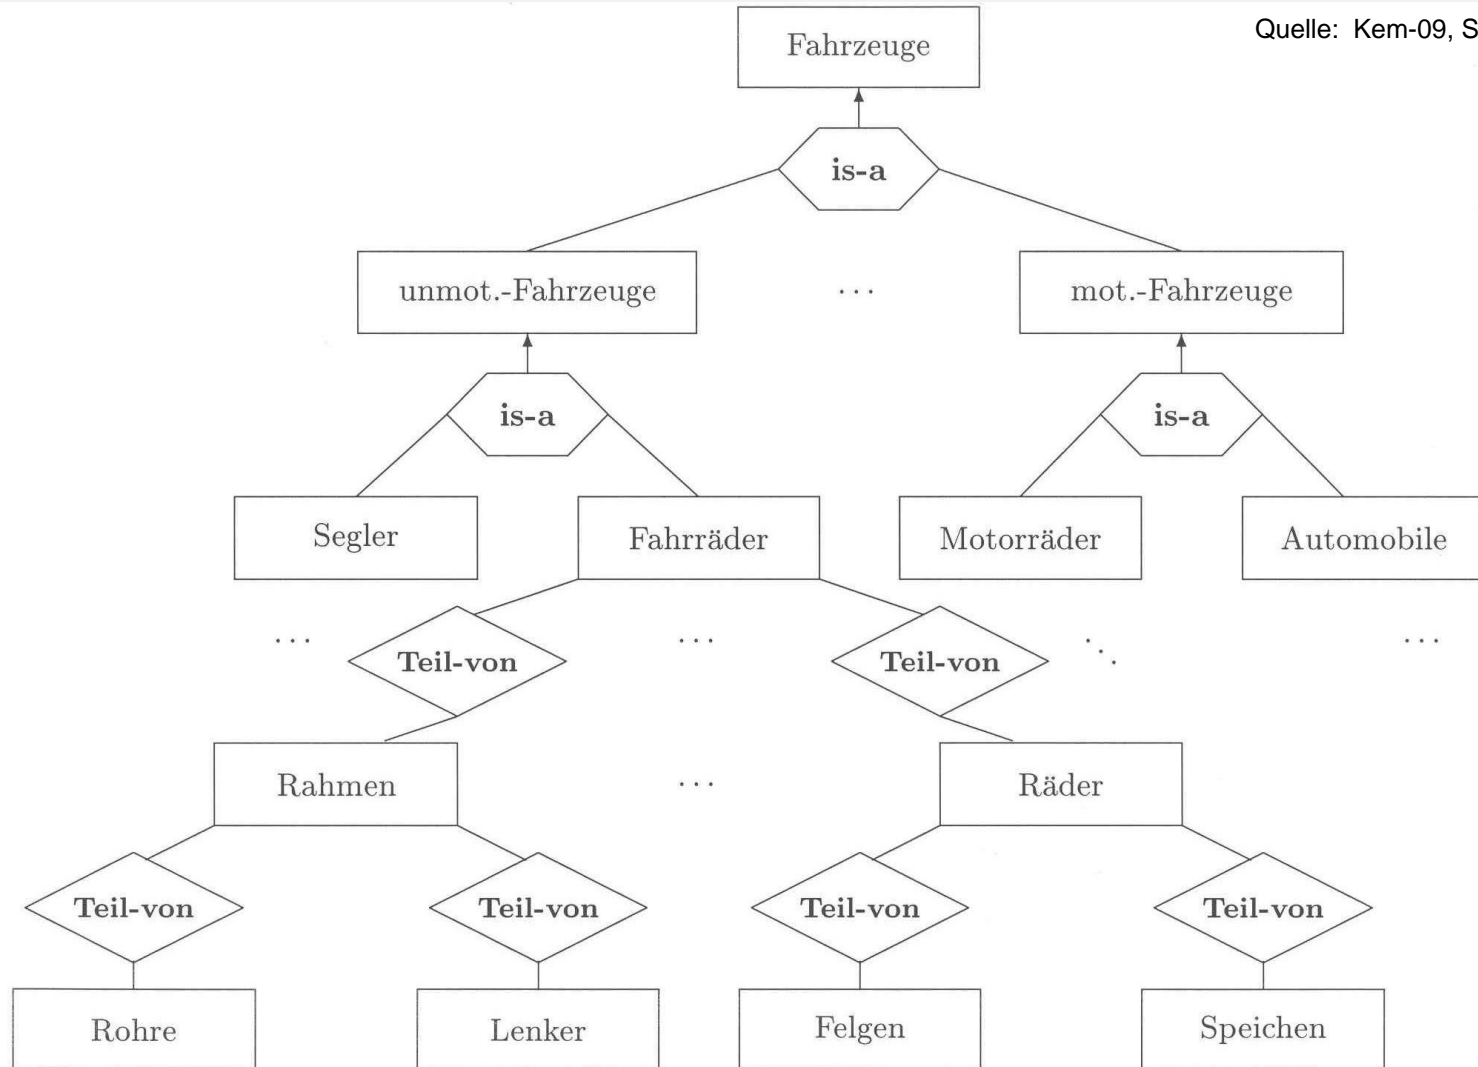 Quelle: Kem-09, S
Fahrzeuge
is-a
unmot.-Fahrzeuge
...
mot.-Fahrzeuge
is-a
is-a
Segler
Fahrräder
Motorräder
Automobile
...
Teil-von
...
Teil-von
...
...
Rahmen
...
Räder
Teil-von
Teil-von
Teil-von
Teil-von
Rohre
Lenker
Felgen
Speichen